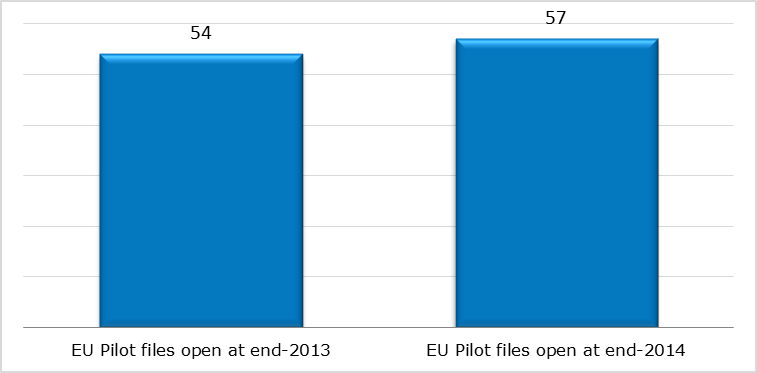 54
57
EU Pilot files open at end-2013
EU Pilot files open at end-2014